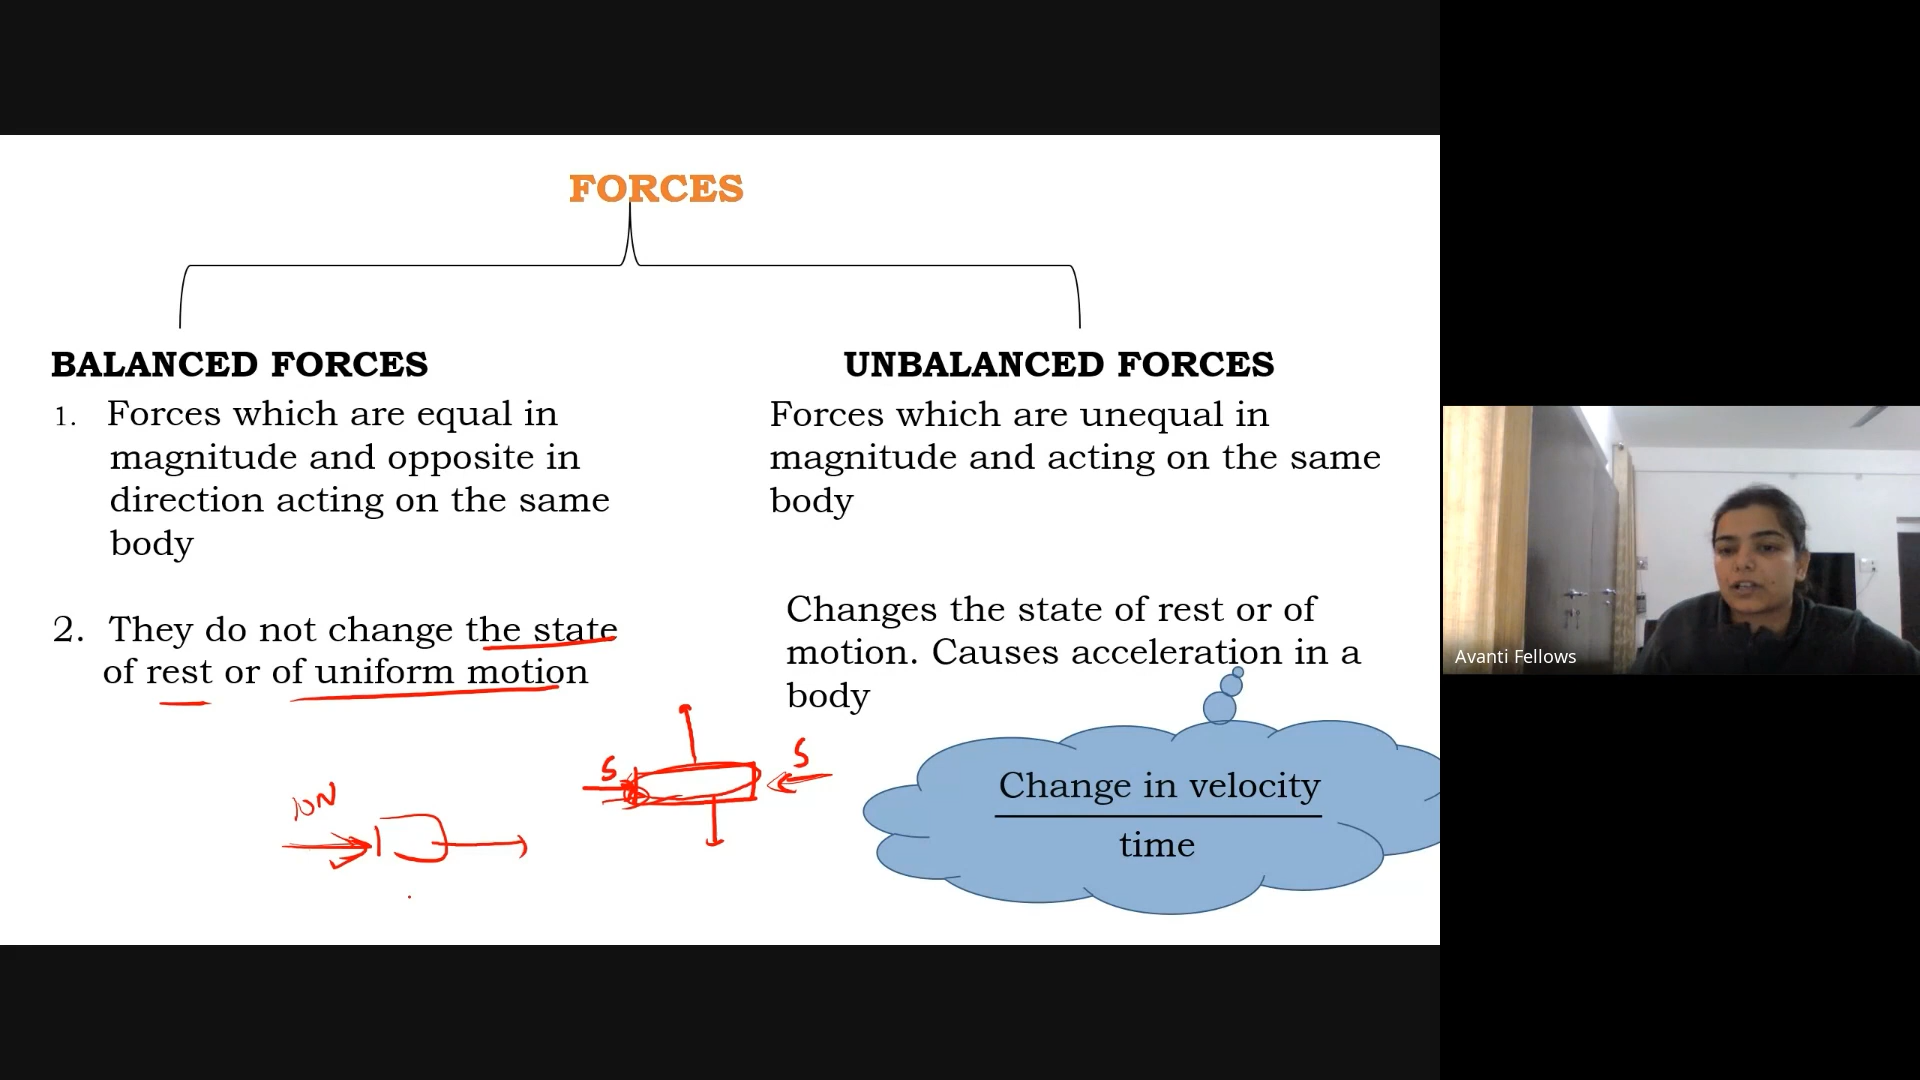 FORCES
BALANCED FORCES
1. Forces which are equal in
magnitude and opposite in
direction acting on the same
body
2. They do not change the state
of rest or of uniform motion
UNBALANCED FORCES
Forces which are unequal in
magnitude and acting on the same
body
Changes the state of rest or of
motion. Causes acceleration in a
body
Change in velocity
time
10N
5
5
Avanti Fellows